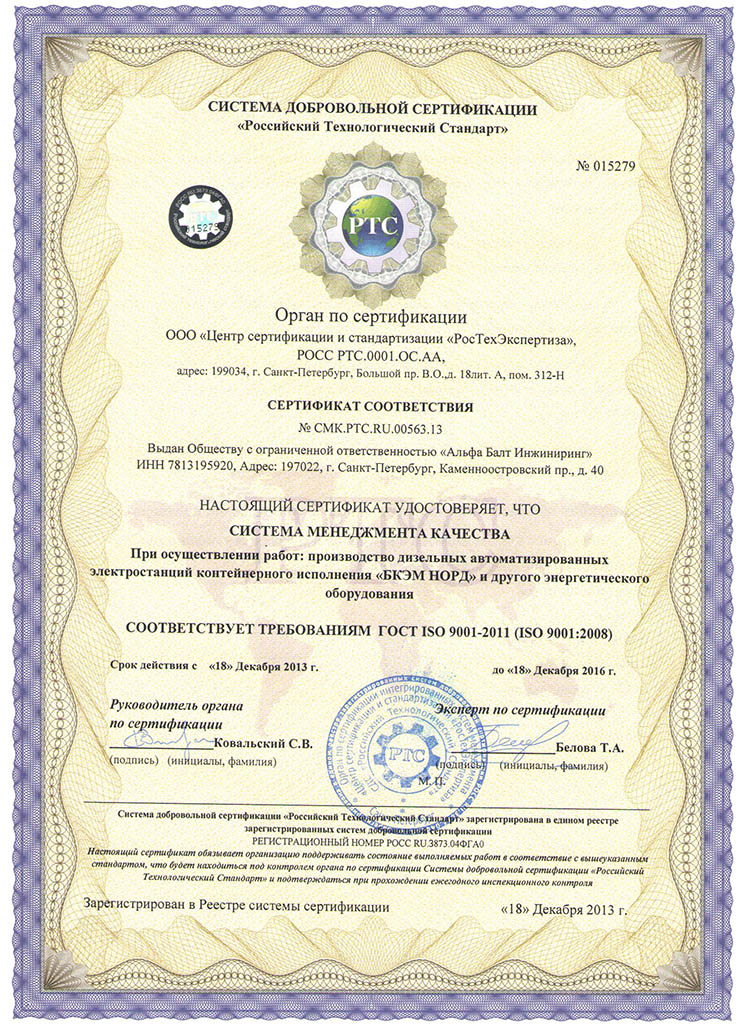 СИСТЕМА ДОБРОВОЛЬНОЙ СЕРТИФИКАЦИИ
«Российский Технологический Стандарт»
№ 015279
РТС
Орган по сертификации
ООО «Центр сертификации и стандартизации «РосТехЭкспертиза»,
РОСС РТС.0001.ОС.АА,
адрес: 199034, г. Санкт-Петербург, Большой пр. В.О.,д. 18лит. А, пом. 312-Н
СЕРТИФИКАТ СООТВЕТСТВИЯ
№ СМК.РТС.RU.00563.13
Выдан Обществу с ограниченной ответственностью «Альфа Балт Инжиниринг»
ИНН 7813195920, Адрес: 197022, г. Санкт-Петербург, Каменноостровский пр., д. 40
НАСТОЯЩИЙ СЕРТИФИКАТ УДОСТОВЕРЯЕТ, ЧТО
СИСТЕМА МЕНЕДЖМЕНТА КАЧЕСТВА
При осуществлении работ: производство дизельных автоматизированных
электростанций контейнерного исполнения «БКЭМ НОРД» и другого энергетического
оборудования
СООТВЕТСТВУЕТ ТРЕБОВАНИЯМ ГОСТ ISO 9001-2011 (ISO 9001:2008)
Срок действия с «18» Декабря 2013 г. до «18» Декабря 2016 г.
Руководитель органа Эксперт по сертификации
по сертификации
Ковальский С.В. Белова Т.А.
(подпись) (инициалы, фамилия) (подпись) (инициалы, фамилия)
М. П.
РТС
Система добровольной сертификации «Российский Технологический Стандарт» зарегистрирована в едином реестре
зарегистрированных систем добровольной сертификации
РЕГИСТРАЦИОННЫЙ НОМЕР РОСС RU.3873.04ФГА0
Настоящий сертификат обязывает организацию поддерживать состояние выполняемых работ в соответствие с вышеуказанным
стандартом, что будет находиться под контролем органа по сертификации Системы добровольной сертификации «Российский
Технологический Стандарт» и подтверждаться при прохождении ежегодного инспекционного контроля
Зарегистрирован в Реестре системы сертификации «18» Декабря 2013 г.